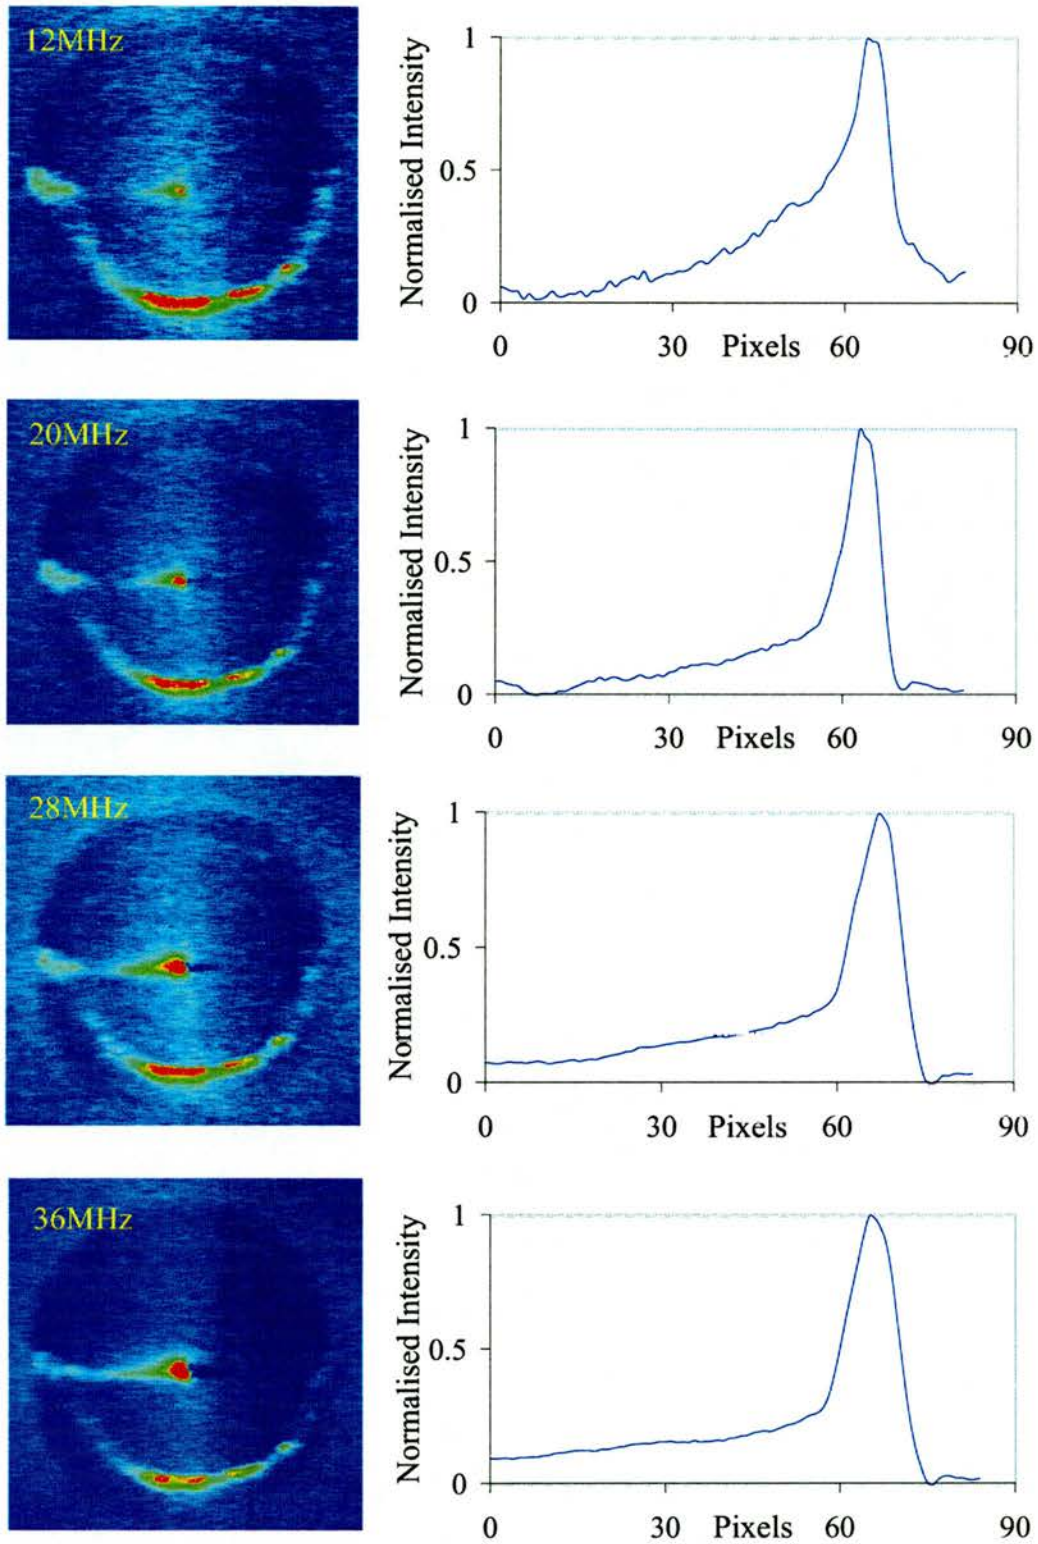 12MHz
Normalised Intensity
1
0.5
0
0 30 Pixels 60 90
20MHz
Normalised Intensity
1
0.5
0
0 30 Pixels 60 90
28MHz
Normalised Intensity
1
0.5
0
0 30 Pixels 60 90
36MHz
Normalised Intensity
1
0.5
0
0 30 Pixels 60 90